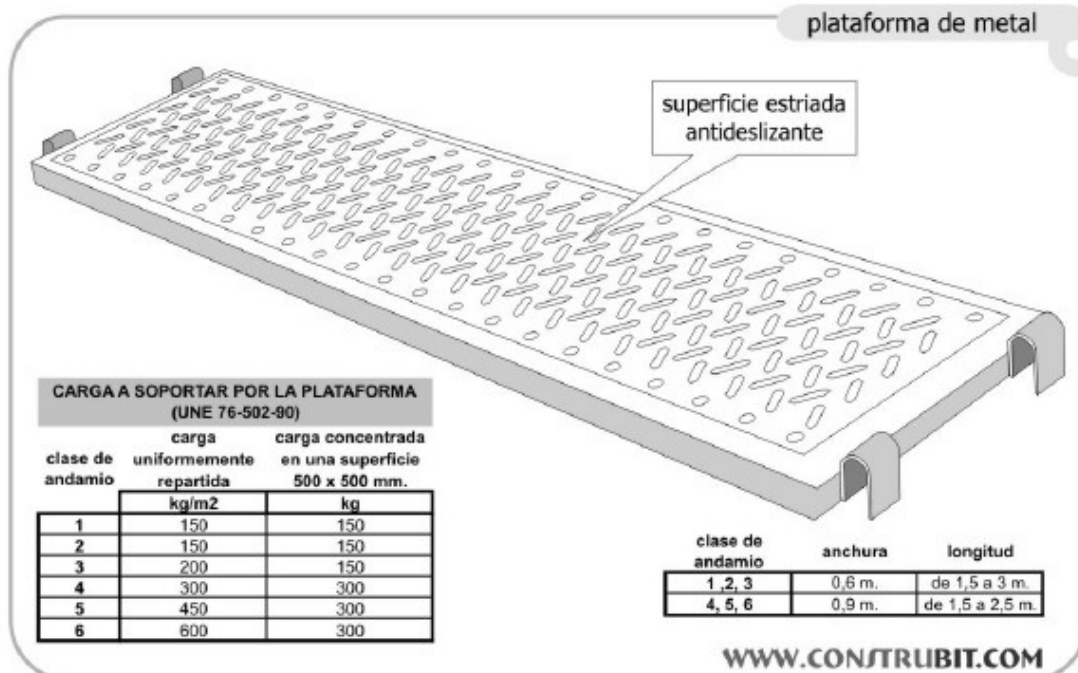 plataforma de metal
superficie estriada
antideslizante
CARGA A SOPORTAR POR LA PLATAFORMA
(UNE 76-502-90)
clase de andamio carga uniformemente repartida carga concentrada en una superficie 500 x 500 mm.
kg/m2 kg
1 150 150
2 150 150
3 200 150
4 300 300
5 450 300
6 600 300
clase de andamio anchura longitud
1 ,2, 3 0,6 m. de 1,5 a 3 m.
4, 5, 6 0,9 m. de 1,5 a 2,5 m.
WWW.CONSTRUBIT.COM